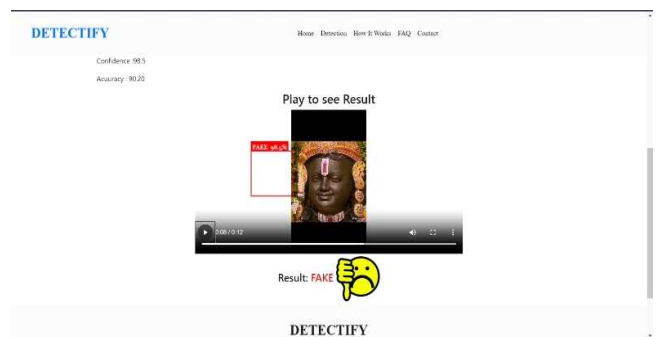 DETECTIFY
Home Detection How It Works FAQ Contact
Confidence :98.5
Acuuracy : 90.20
Play to see Result
FAKE 98.5%
0:08 / 0:12
Result: FAKE
DETECTIFY